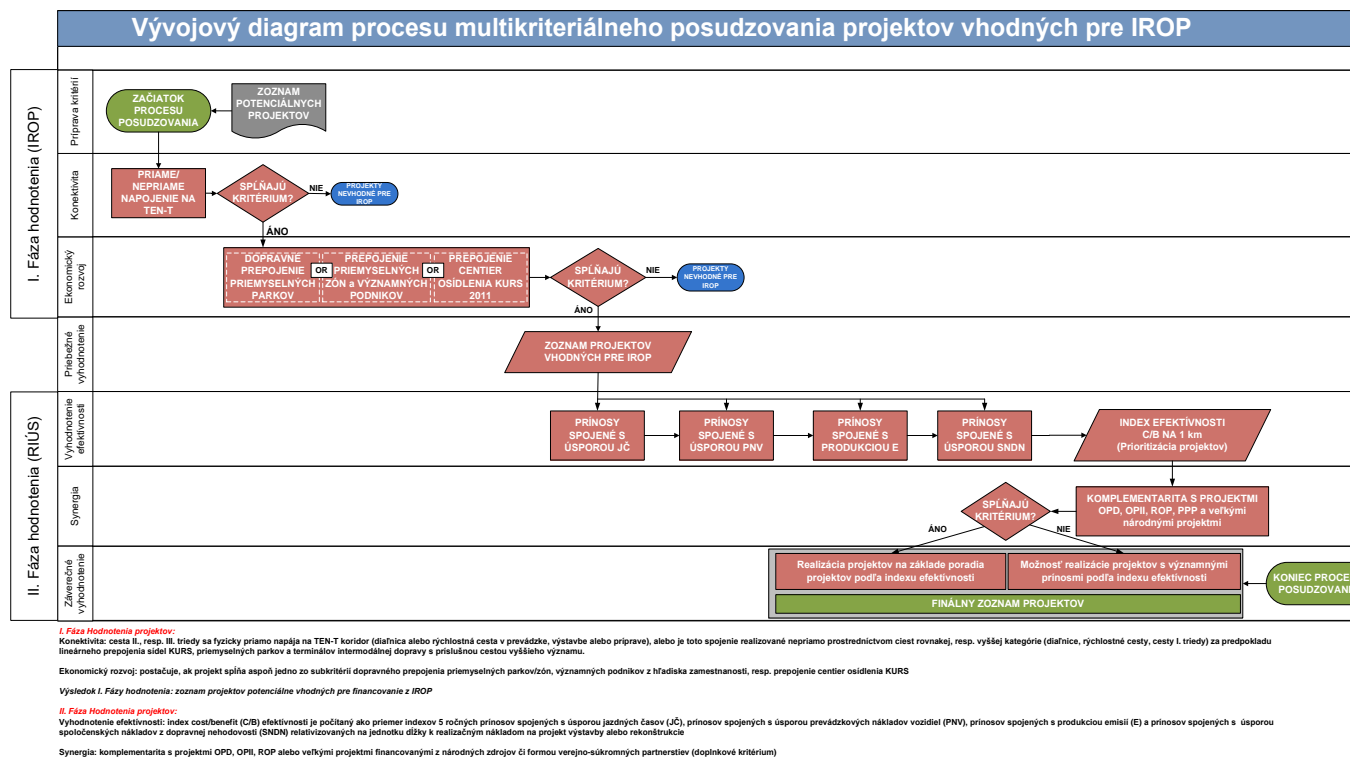 Vývojový diagram procesu multikriteriálneho posudzovania projektov vhodných pre IROP
I. Fáza hodnotenia (IROP)
Príprava kritérií
ZAČIATOK
PROCESU
POSUDZOVANIA
ZOZNAM
POTENCIÁLNYCH
PROJEKTOV
Konektivita
PRIAME/
NEPRIAME
NAPOJENIE NA
TEN-T
SPĹŇAJÚ
KRITÉRIUM?
NIE
PROJEKTY
NEVHODNÉ PRE
IROP
ÁNO
Ekonomický
rozvoj
DOPRAVNE
PREPOJENIE
PRIEMYSELNÝCH
PARKOV
OR
PREPOJENIE
PRIEMYSELNÝCH
ZÓN a VÝZNAMNÝCH
PODNIKOV
OR
PREPOJENIE
CENTIER
OSÍDLENIA KURS
2011
SPĹŇAJÚ
KRITÉRIUM?
NIE
PROJEKTY
NEVHODNÉ PRE
IROP
ÁNO
Priebežné
vyhodnotenie
ZOZNAM PROJEKTOV
VHODNÝCH PRE IROP
II. Fáza hodnotenia (RIÚS)
Vyhodnotenie
efektívnosti
PRÍNOSY
SPOJENÉ S
ÚSPOROU JČ
PRÍNOSY
SPOJENÉ S
ÚSPOROU PNV
PRÍNOSY
SPOJENÉ S
PRODUKCIOU E
PRÍNOSY
SPOJENÉ S
ÚSPOROU SNDN
INDEX EFEKTÍVNOSTI
C/B NA 1 km
(Prioritizácia projektov)
Synergia
SPĹŇAJÚ
KRITÉRIUM?
KOMPLEMENTARITA S PROJEKTMI
OPD, OPII, ROP, PPP a veľkými
národnými projektmi
ÁNO
NIE
Záverečné
vyhodnotenie
Realizácia projektov na základe poradia
projektov podľa indexu efektivnosti
Možnosť realizácie projektov s významnými
prinosmi podľa indexu efektivnosti
FINÁLNY ZOZNAM PROJEKTOV
KONIEC PROCE
POSUDZOVANI
I. Fáza Hodnotenia projektov:
Konektivita: cesta II., resp. III. triedy sa fyzicky priamo napája na TEN-T koridor (diaľnica alebo rýchlostná cesta v prevádzke, výstavbe alebo príprave), alebo je toto spojenie realizované nepriamo prostredníctvom ciest rovnakej, resp. vyššej kategórie (diaľnice, rýchlostné cesty, cesty I. triedy) za predpokladu
lineárneho prepojenia sídel KURS, priemyselných parkov a terminálov intermodálnej dopravy s príslušnou cestou vyššieho významu.
Ekonomický rozvoj: postačuje, ak projekt spĺňa aspoň jedno zo subkritérií dopravného prepojenia priemyselných parkov/zón, významných podnikov z hľadiska zamestnanosti, resp. prepojenie centier osídlenia KURS
Výsledok I. Fázy hodnotenia: zoznam projektov potenciálne vhodných pre financovanie z IROP
II. Fáza Hodnotenia projektov:
Vyhodnotenie efektívnosti: index cost/benefit (C/B) efektivnosti je počítaný ako priemer indexov 5 ročných prinosov spojených s úsporou jazdných časov (JČ), prinosov spojených s úsporou prevádzkových nákladov vozidiel (PNV), prinosov spojených s produkciou emisií (E) a prinosov spojených s úsporou
spoločenských nákladov z dopravnej nehodovosti (SNDN) relativizovaných na jednotku dĺžky k realizačným nákladom na projekt výstavby alebo rekonštrukcie
Synergia: komplementarita s projektmi OPD, OPII, ROP alebo veľkými projektmi financovanými z národných zdrojov či formou verejno-súkromných partnerstiev (doplnkové kritérium)